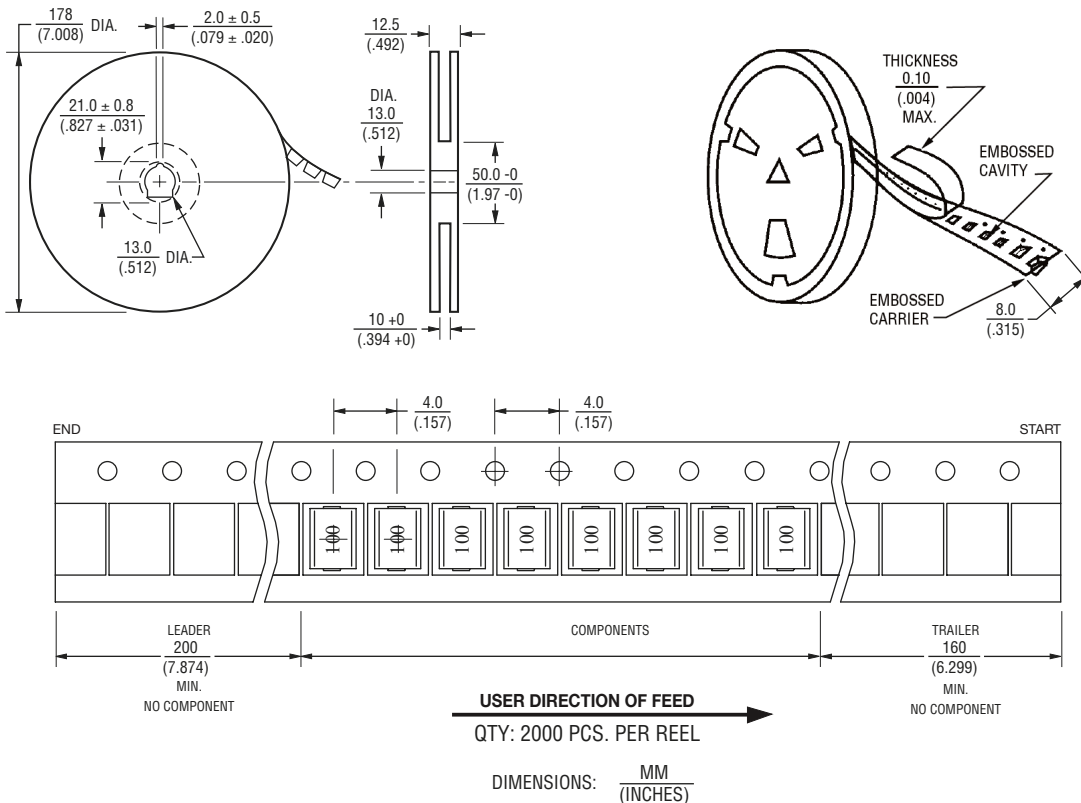 178
(7.008) DIA.
2.0 ± 0.5
(.079 ± .020)
12.5
(.492)
21.0 ± 0.8
(.827 ± .031)
DIA.
13.0
(.512)
50.0 -0
(1.97 -0)
13.0
(.512) DIA.
10 +0
(.394 +0)
THICKNESS
0.10
(.004)
MAX.
EMBOSSED
CAVITY
EMBOSSED
CARRIER
8.0
(.315)
4.0
(.157)
4.0
(.157)
END
START
100
100
100
100
100
100
100
100
LEADER
200
(7.874)
MIN.
NO COMPONENT
COMPONENTS
TRAILER
160
(6.299)
MIN.
NO COMPONENT
USER DIRECTION OF FEED
QTY: 2000 PCS. PER REEL
DIMENSIONS: MM
(INCHES)